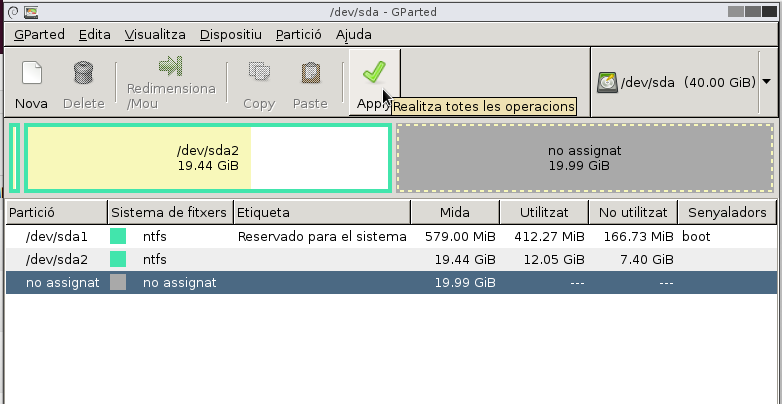 /dev/sda - GParted
GParted Edita Visualitza Dispositiu Partició Ajuda
Nova
Delete
Redimensiona
/Mou
Copy
Paste
Apply
Realitza totes les operacions
/dev/sda (40.00 GiB)
/dev/sda2
19.44 GiB
no assignat
19.99 GiB
Partició Sistema de fitxers Etiqueta Mida Utilitzat No utilitzat Senyaladors
/dev/sda1 ntfs Reservado para el sistema 579.00 MiB 412.27 MiB 166.73 MiB boot
/dev/sda2 ntfs 19.44 GiB 12.05 GiB 7.40 GiB
no assignat no assignat 19.99 GiB --- ---